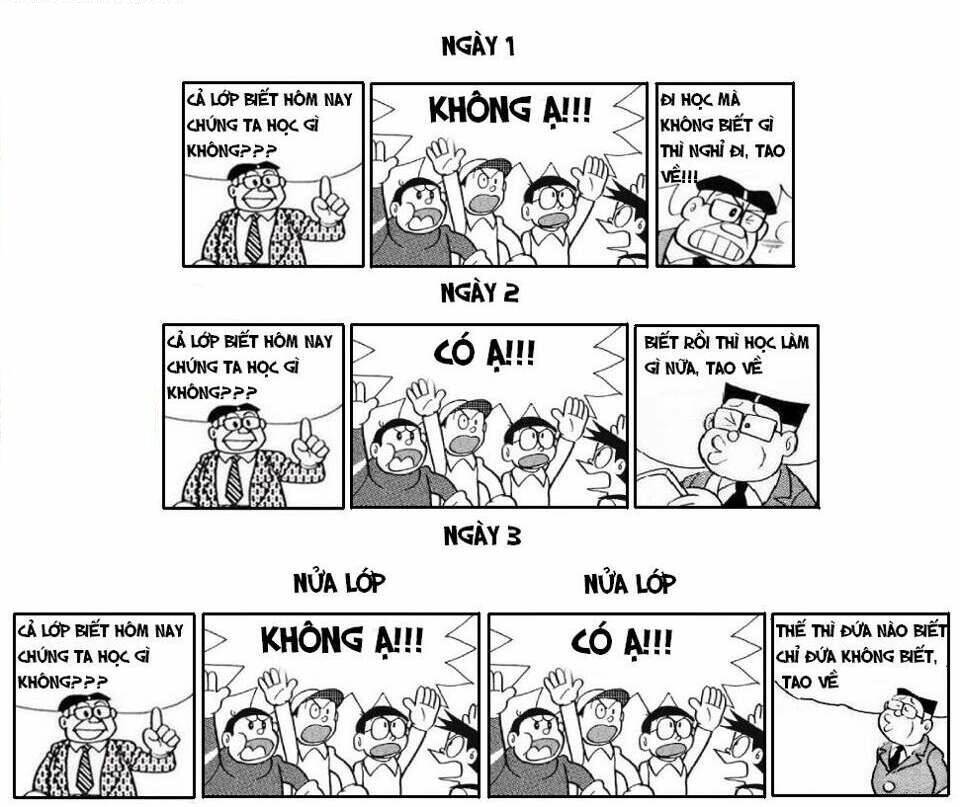 NGÀY 1
CẢ LỚP BIẾT HÔM NAY
CHÚNG TA HỌC GÌ
KHÔNG???
KHÔNG Ạ!!!
ĐI HỌC MÀ
KHÔNG BIẾT GÌ
THÌ NGHỈ ĐI, TAO
VỀ!!!
NGÀY 2
CẢ LỚP BIẾT HÔM NAY
CHÚNG TA HỌC GÌ
KHÔNG???
CÓ Ạ!!!
BIẾT RỒI THÌ HỌC LÀM
GÌ NỮA, TAO VỀ
NGÀY 3
NỬA LỚP
NỬA LỚP
CẢ LỚP BIẾT HÔM NAY
CHÚNG TA HỌC GÌ
KHÔNG???
KHÔNG Ạ!!!
CÓ Ạ!!!
THẾ THÌ ĐỨA NÀO BIẾT
CHỈ ĐỨA KHÔNG BIẾT,
TAO VỀ